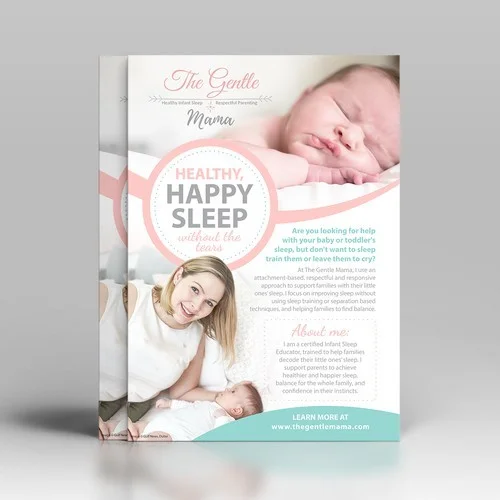 The Gentle
Healthy Infant Sleep Respectful Parenting
Mama
HEALTHY,
HAPPY
SLEEP
without the
tears
Are you looking for help
with your baby or toddler's
sleep, but don't want to sleep
train them or leave them to cry?
At The Gentle Mama, I use an
attachment-based, respectful and responsive
approach to support families with their little
ones' sleep. I focus on improving sleep without
using sleep training or separation based
techniques, and helping families to find balance.
About me:
I am a certified Infant Sleep
Educator, trained to help families
decode their little ones' sleep. I
support parents to achieve
healthser and happier sleep,
balance for the whole family, and
confidence in their instincts.
LEARN MORE AT
www.thegentlemama.com